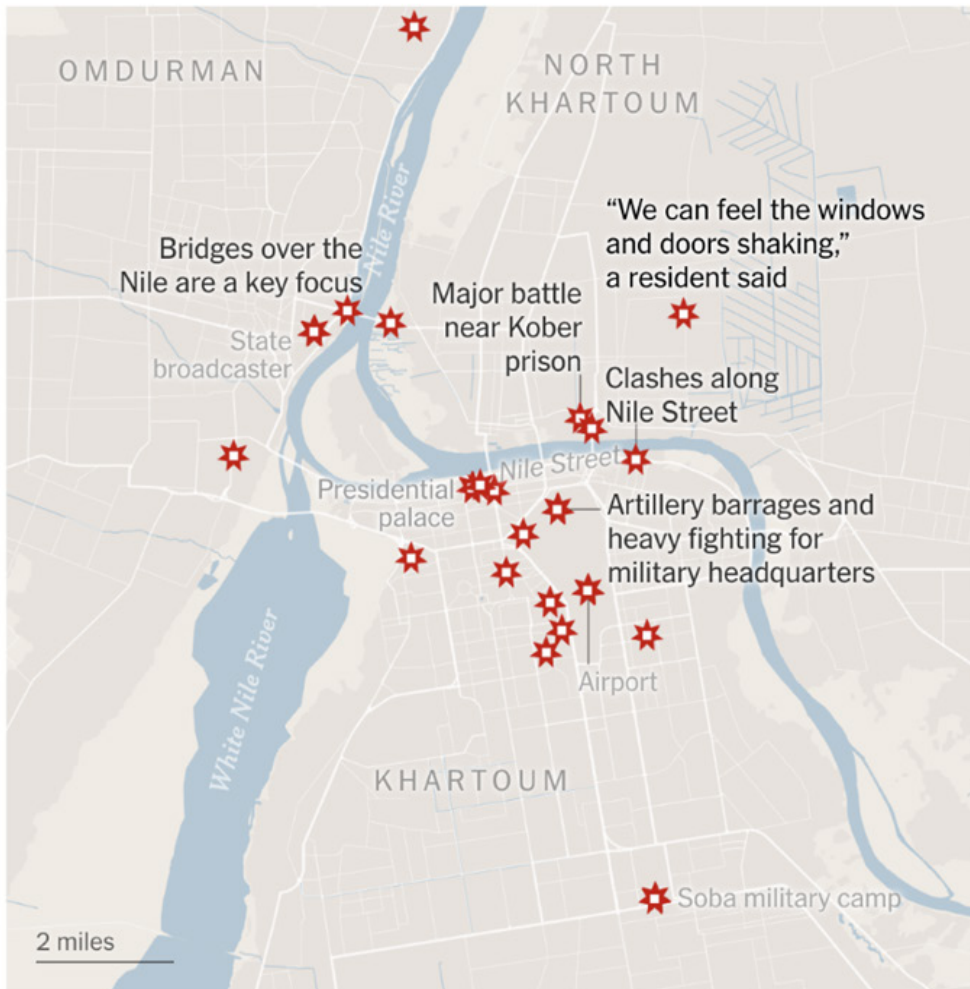 OMDURMAN
NORTH
KHARTOUM
Nile River
“We can feel the windows
and doors shaking,”
a resident said
Bridges over the
Nile are a key focus
Major battle
near Kober
prison
State
broadcaster
Clashes along
Nile Street
Nile Street
Presidential
palace
Artillery barrages and
heavy fighting for
military headquarters
White Nile River
Airport
KHARTOUM
Soba military camp
2 miles